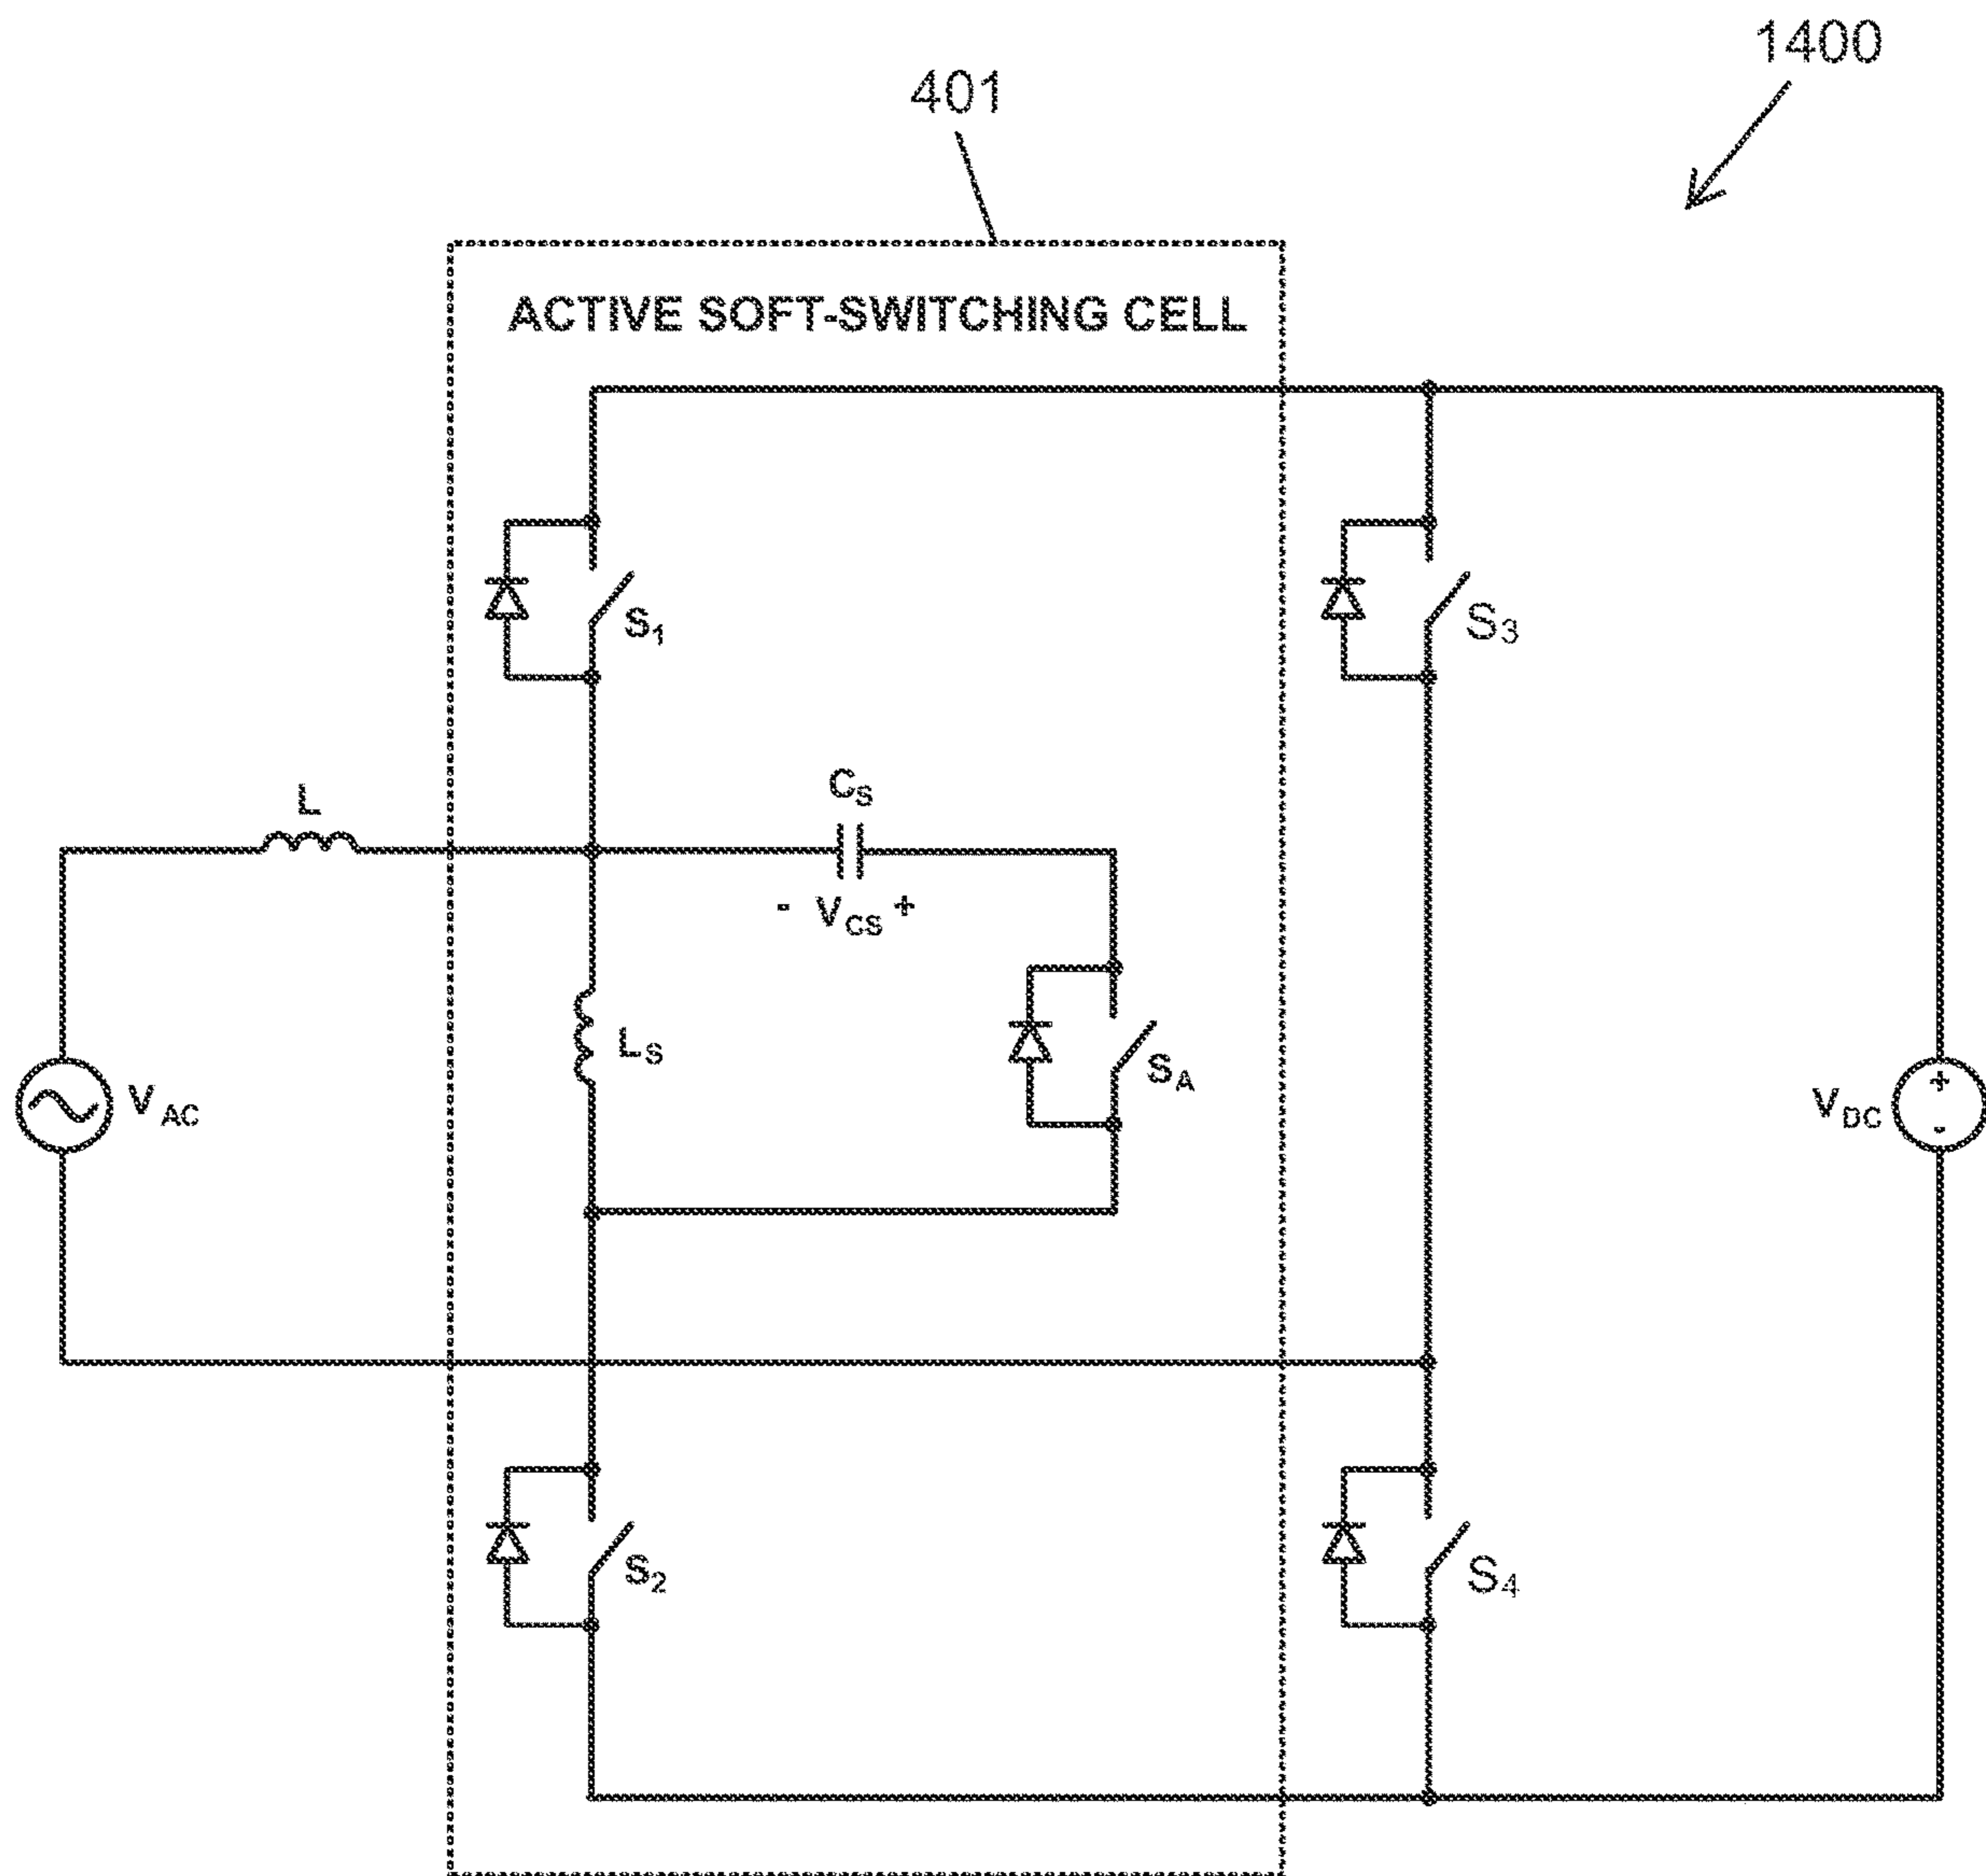 1400
401
ACTIVE SOFT-SWITCHING CELL
S1
S3
L
CS
- VCS +
LS
SA
VAC
VDC
+
-
S2
S4